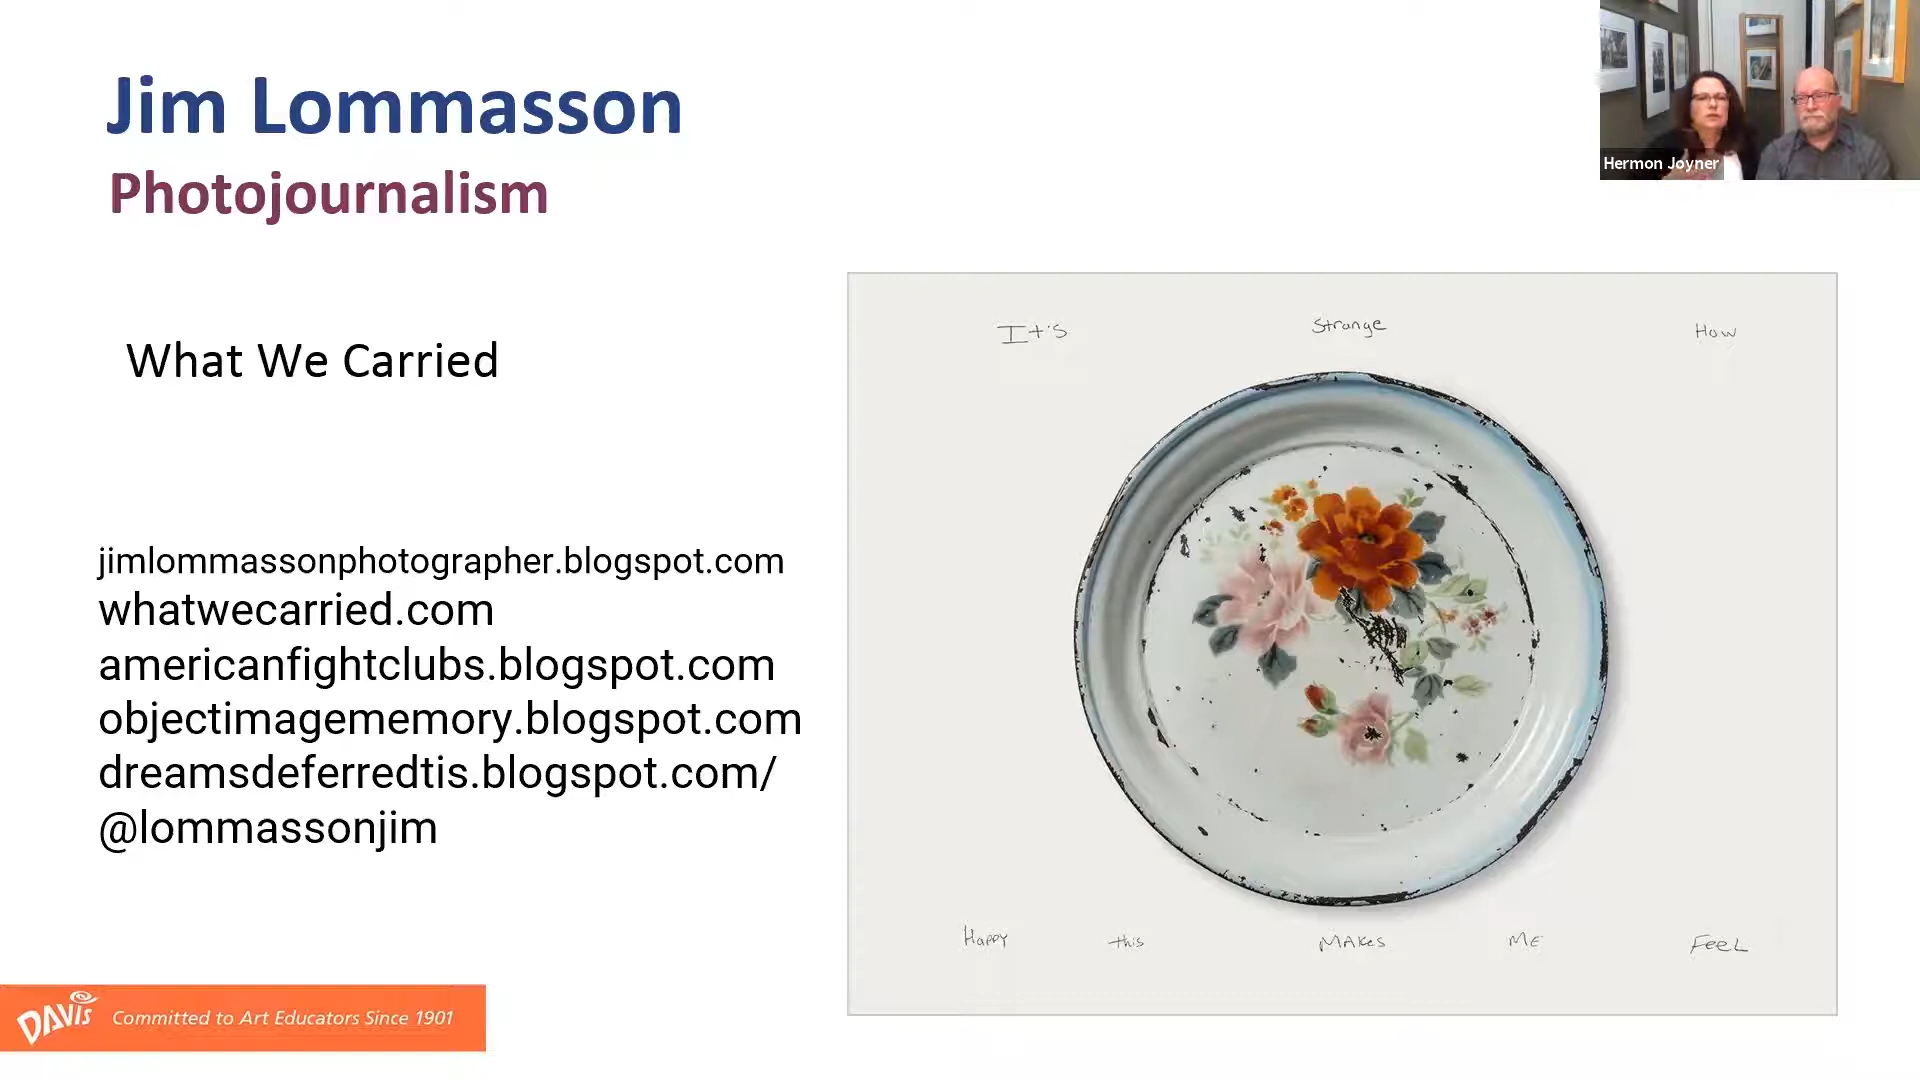 Jim Lommasson
Photojournalism
Hermon Joyner
What We Carried
It's Strange How
Happy this MAKes ME FeeL
jimlommassonphotographer.blogspot.com
whatwecarried.com
americanfightclubs.blogspot.com
objectimagememory.blogspot.com
dreamsdeferredtis.blogspot.com/
@lommassonjim
DAVIS Committed to Art Educators Since 1901